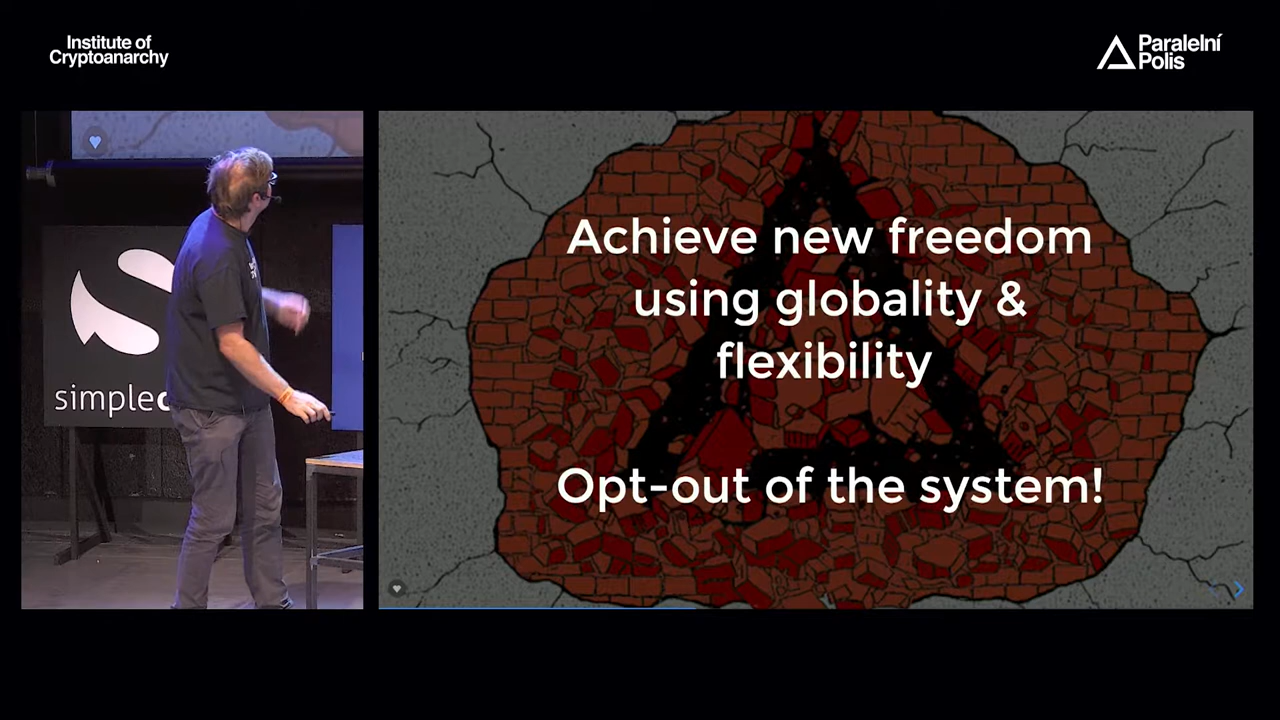 Institute of
Cryptoanarchy
Paralelní
Polis
simple
Achieve new freedom
using globality &
flexibility
Opt-out of the system!